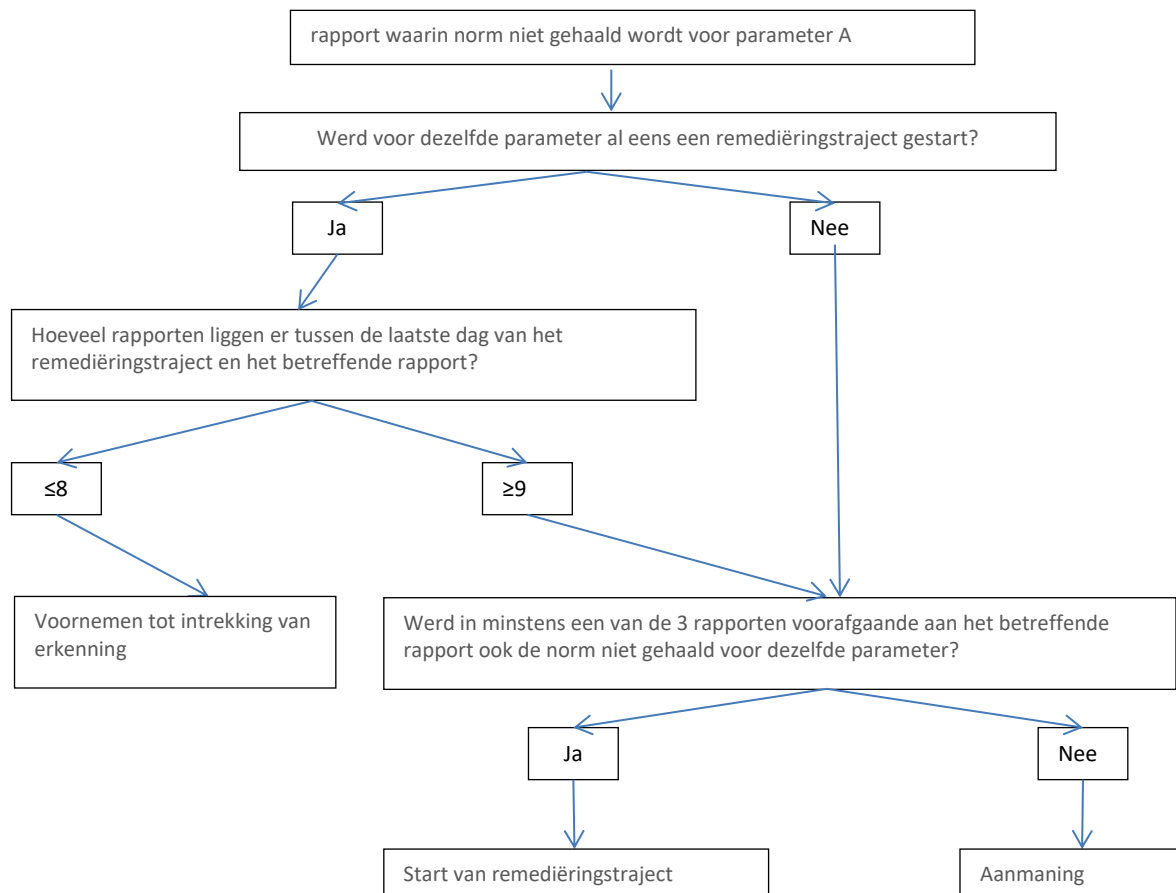 rapport waarin norm niet gehaald wordt voor parameter A
Werd voor dezelfde parameter al eens een remediëringstraject gestart?
Ja
Nee
Hoeveel rapporten liggen er tussen de laatste dag van het
remediëringstraject en het betreffende rapport?
≤8
≥9
Voornemen tot intrekking van
erkenning
Werd in minstens een van de 3 rapporten voorafgaande aan het betreffende
rapport ook de norm niet gehaald voor dezelfde parameter?
Ja
Nee
Start van remediëringstraject
Aanmaning